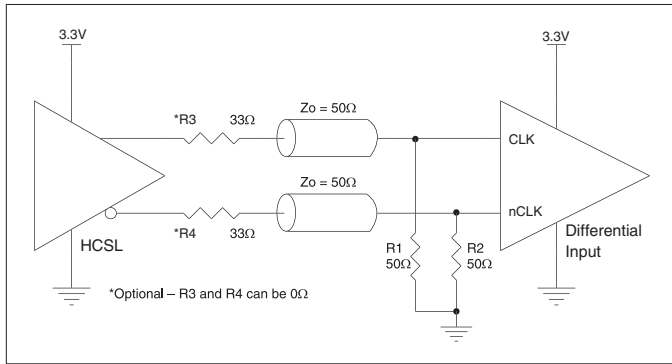 3.3V
3.3V
*R3 33Ω
Zo = 50Ω
CLK
Zo = 50Ω
nCLK
HCSL
*R4 33Ω
R1
50Ω
R2
50Ω
Differential
Input
*Optional – R3 and R4 can be 0Ω